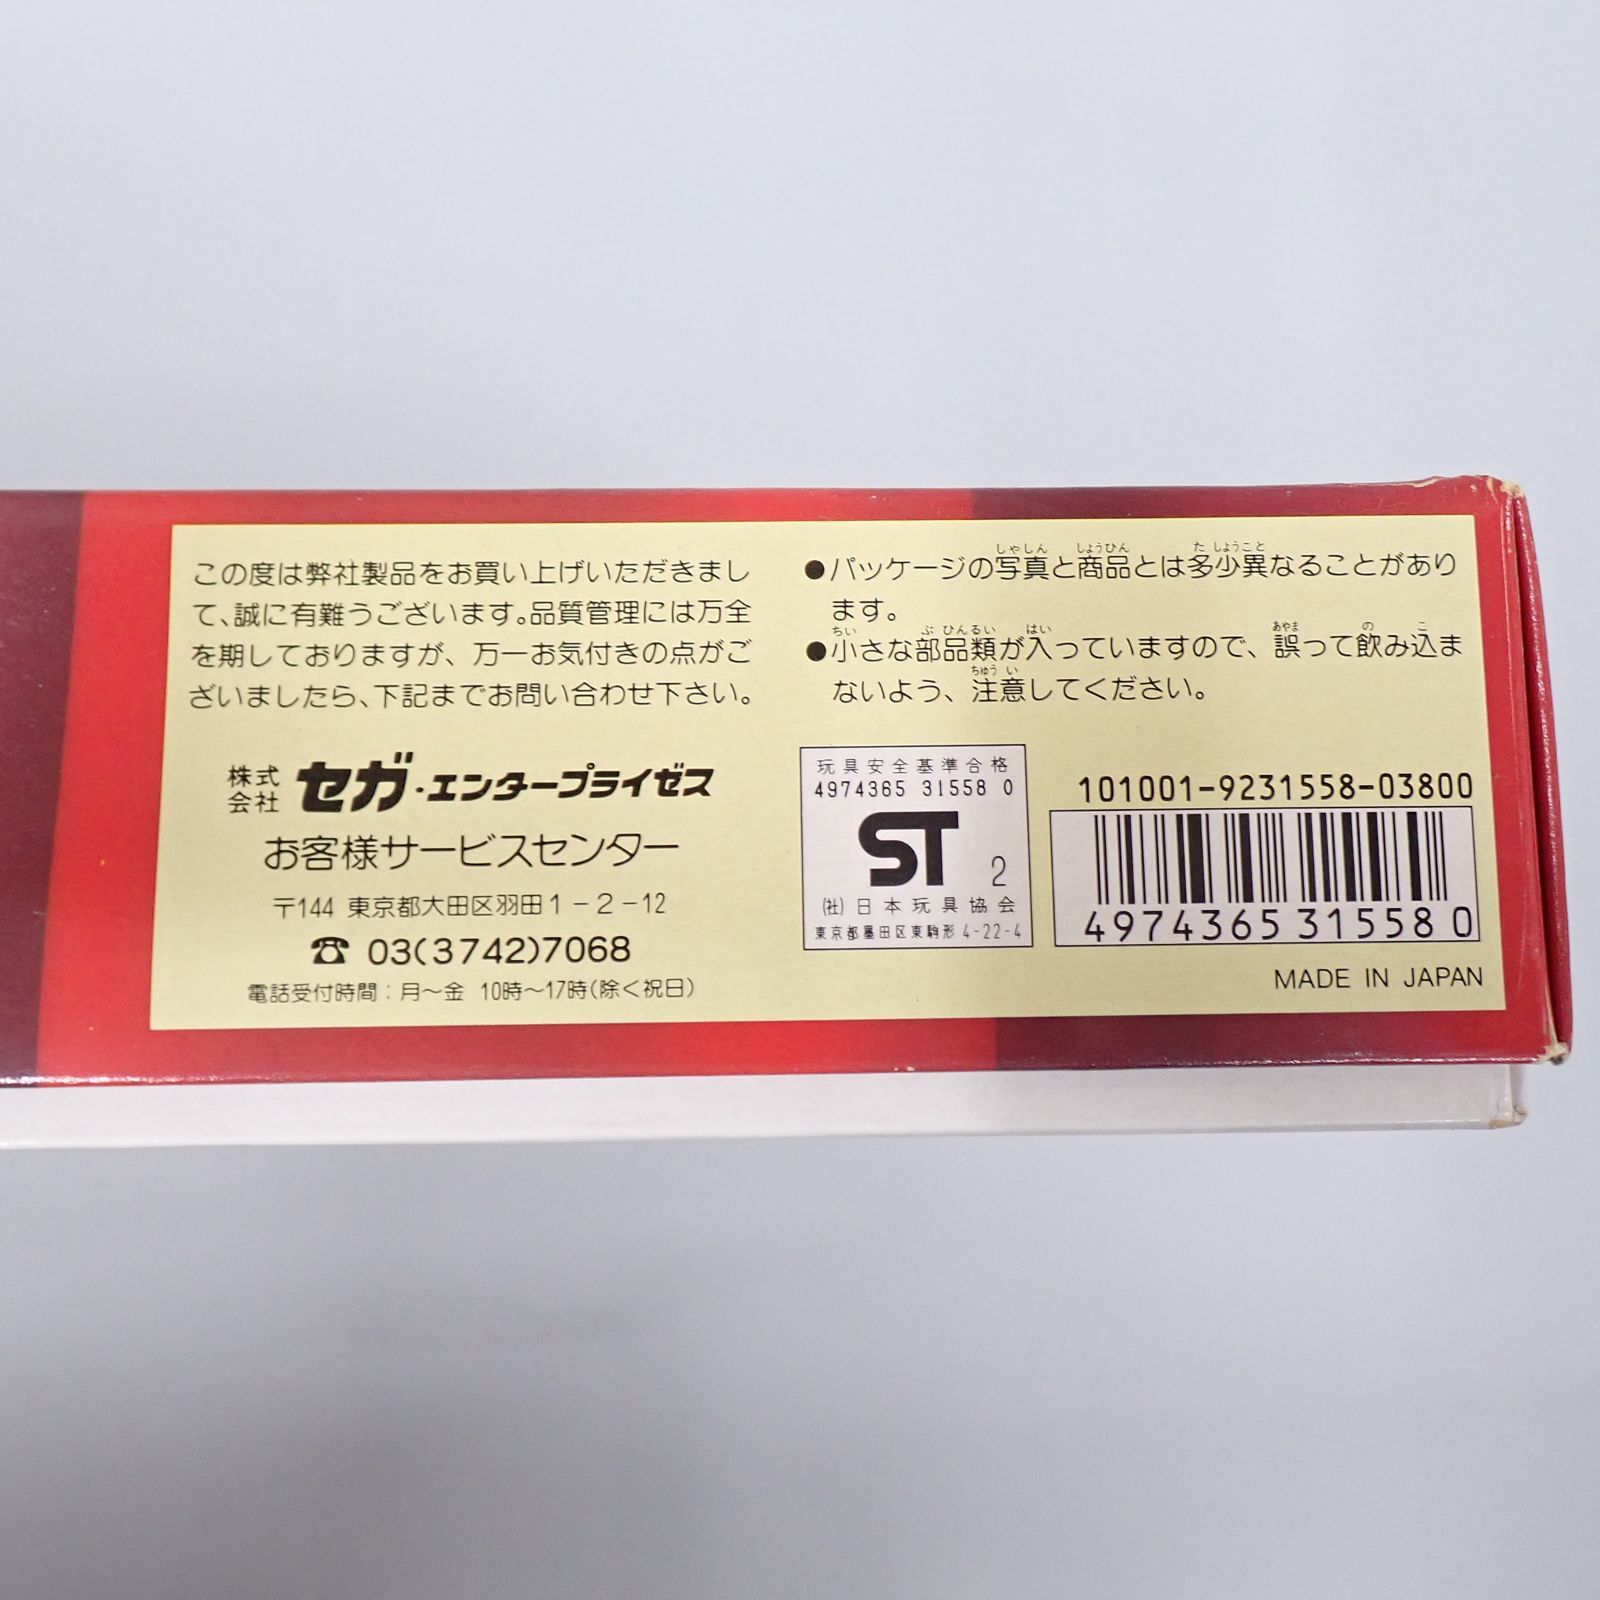 この度は弊社製品をお買い上げいただきまし
て、誠に有難うございます。品質管理には万全
を期しておりますが、万一お気付きの点がご
ざいましたら、下記までお問い合わせ下さい。
株式会社 セガ・エンタープライゼス
お客様サービスセンター
〒144 東京都大田区羽田1-2-12
☎ 03(3742)7068
電話受付時間:月〜金 10時〜17時(除く祝日)
しゃしん しょうひん た しょうこと
●パッケージの写真と商品とは多少異なることがあり
ます。
ちい ぶ ひんるい はい あやま の こ
●小さな部品類が入っていますので、誤って飲み込ま
ちゅう い
ないよう、注意してください。
玩具安全基準合格
4974365 31558 0
ST 2
(社)日本玩具協会
東京都墨田区東駒形 4-22-4
101001-9231558-03800
4974365315580
MADE IN JAPAN